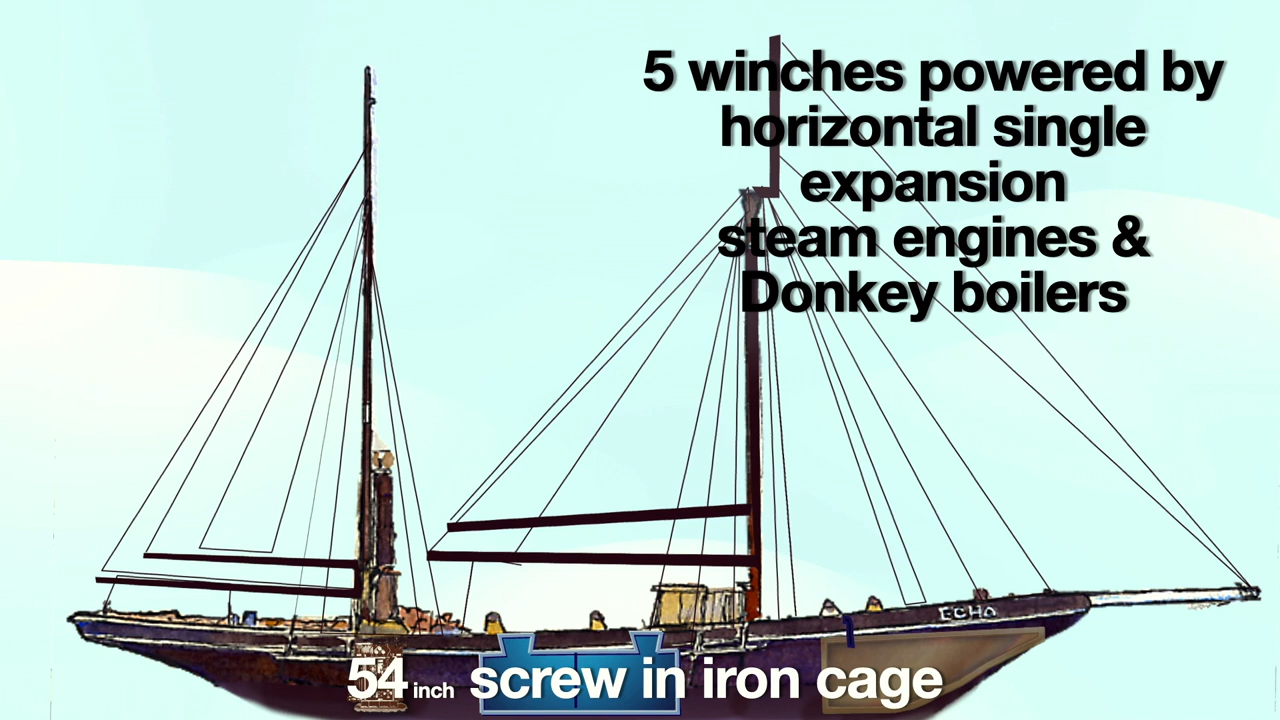 5 winches powered by
horizontal single
expansion
steam engines &
Donkey boilers
ECHO
54 inch screw in iron cage